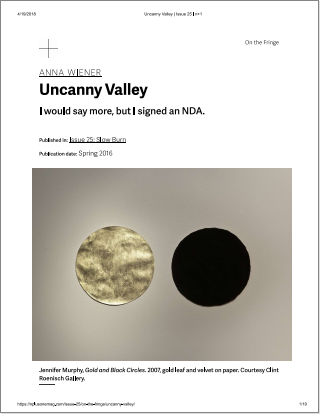 4/19/2018
Uncanny Valley | Issue 25 | n+1
On the Fringe
ANNA WIENER
Uncanny Valley
I would say more, but I signed an NDA.
Published in: Issue 25: Slow Burn
Publication date: Spring 2016
Jennifer Murphy, Gold and Black Circles. 2007, gold leaf and velvet on paper. Courtesy Clint
Roenisch Gallery.
1/19